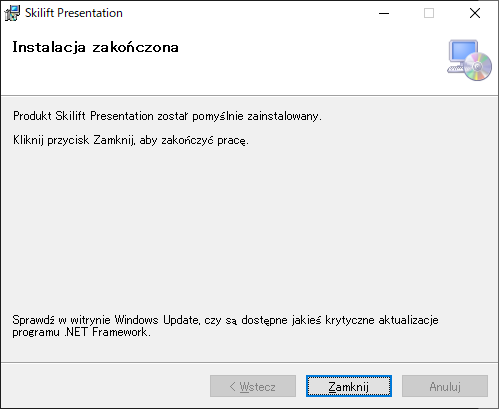 Skilift Presentation
Instalacja zakończona
Produkt Skilift Presentation został pomyślnie zainstalowany.
Kliknij przycisk Zamknij, aby zakończyć pracę.
Sprawdź w witrynie Windows Update, czy są dostępne jakieś krytyczne aktualizacje
programu .NET Framework.
< Wstecz
Zamknij
Anuluj